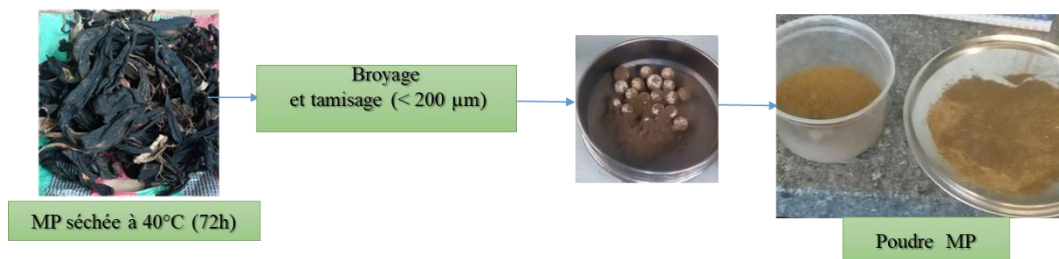 Broyage
et tamisage (< 200 µm)
MP séchée à 40°C (72h)
Poudre MP